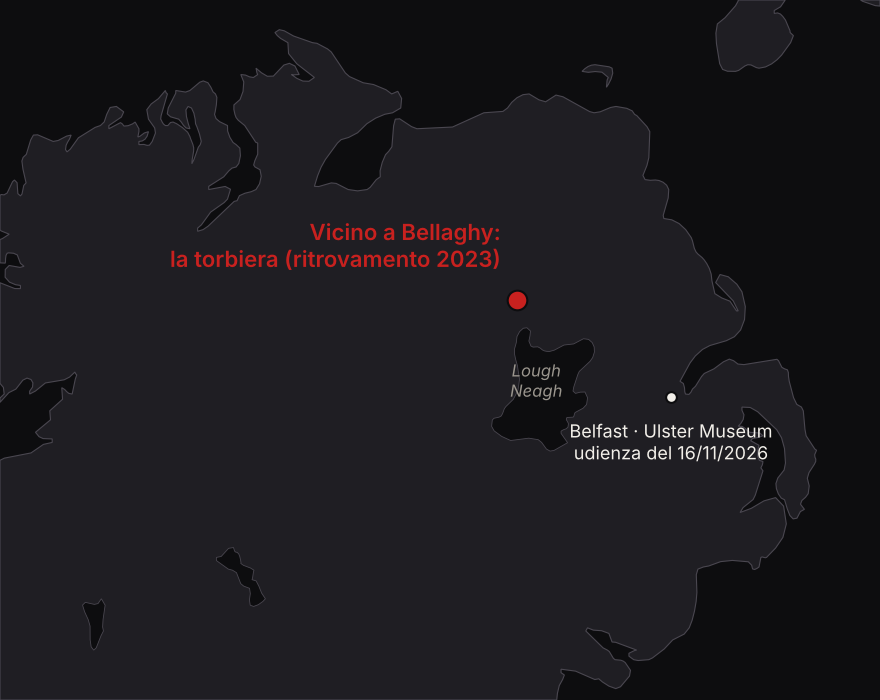 Vicino a Bellaghy:
la torbiera (ritrovamento 2023)
Lough
Neagh
Belfast · Ulster Museum
udienza del 16/11/2026